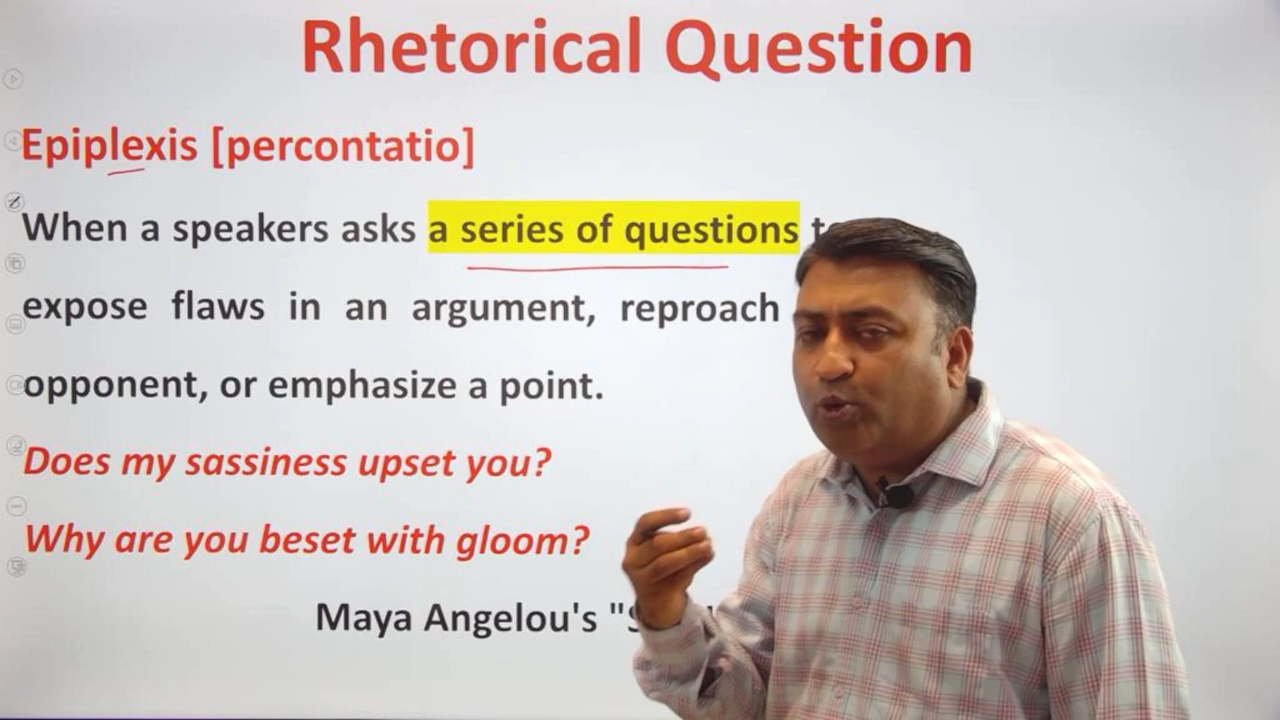 Rhetorical Question
Epiplexis [percontatio]
When a speakers asks a series of questions
expose flaws in an argument, reproach
opponent, or emphasize a point.
Does my sassiness upset you?
Why are you beset with gloom?
Maya Angelou's "